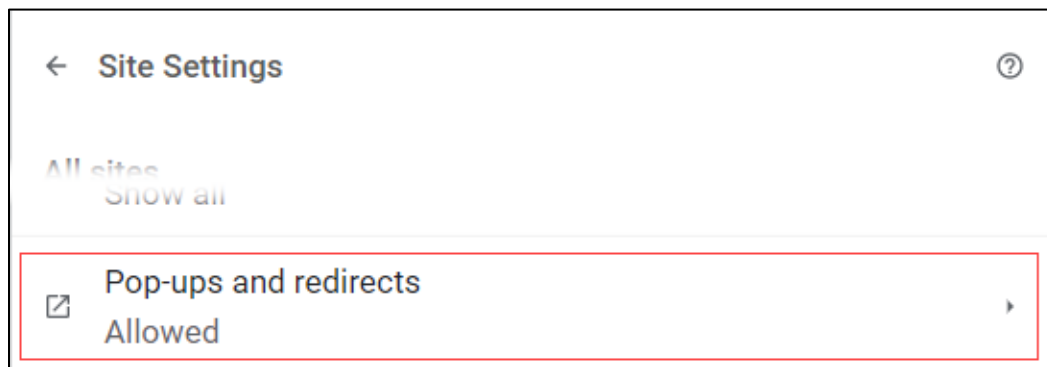 Site Settings
All sites
Show all
Pop-ups and redirects
Allowed